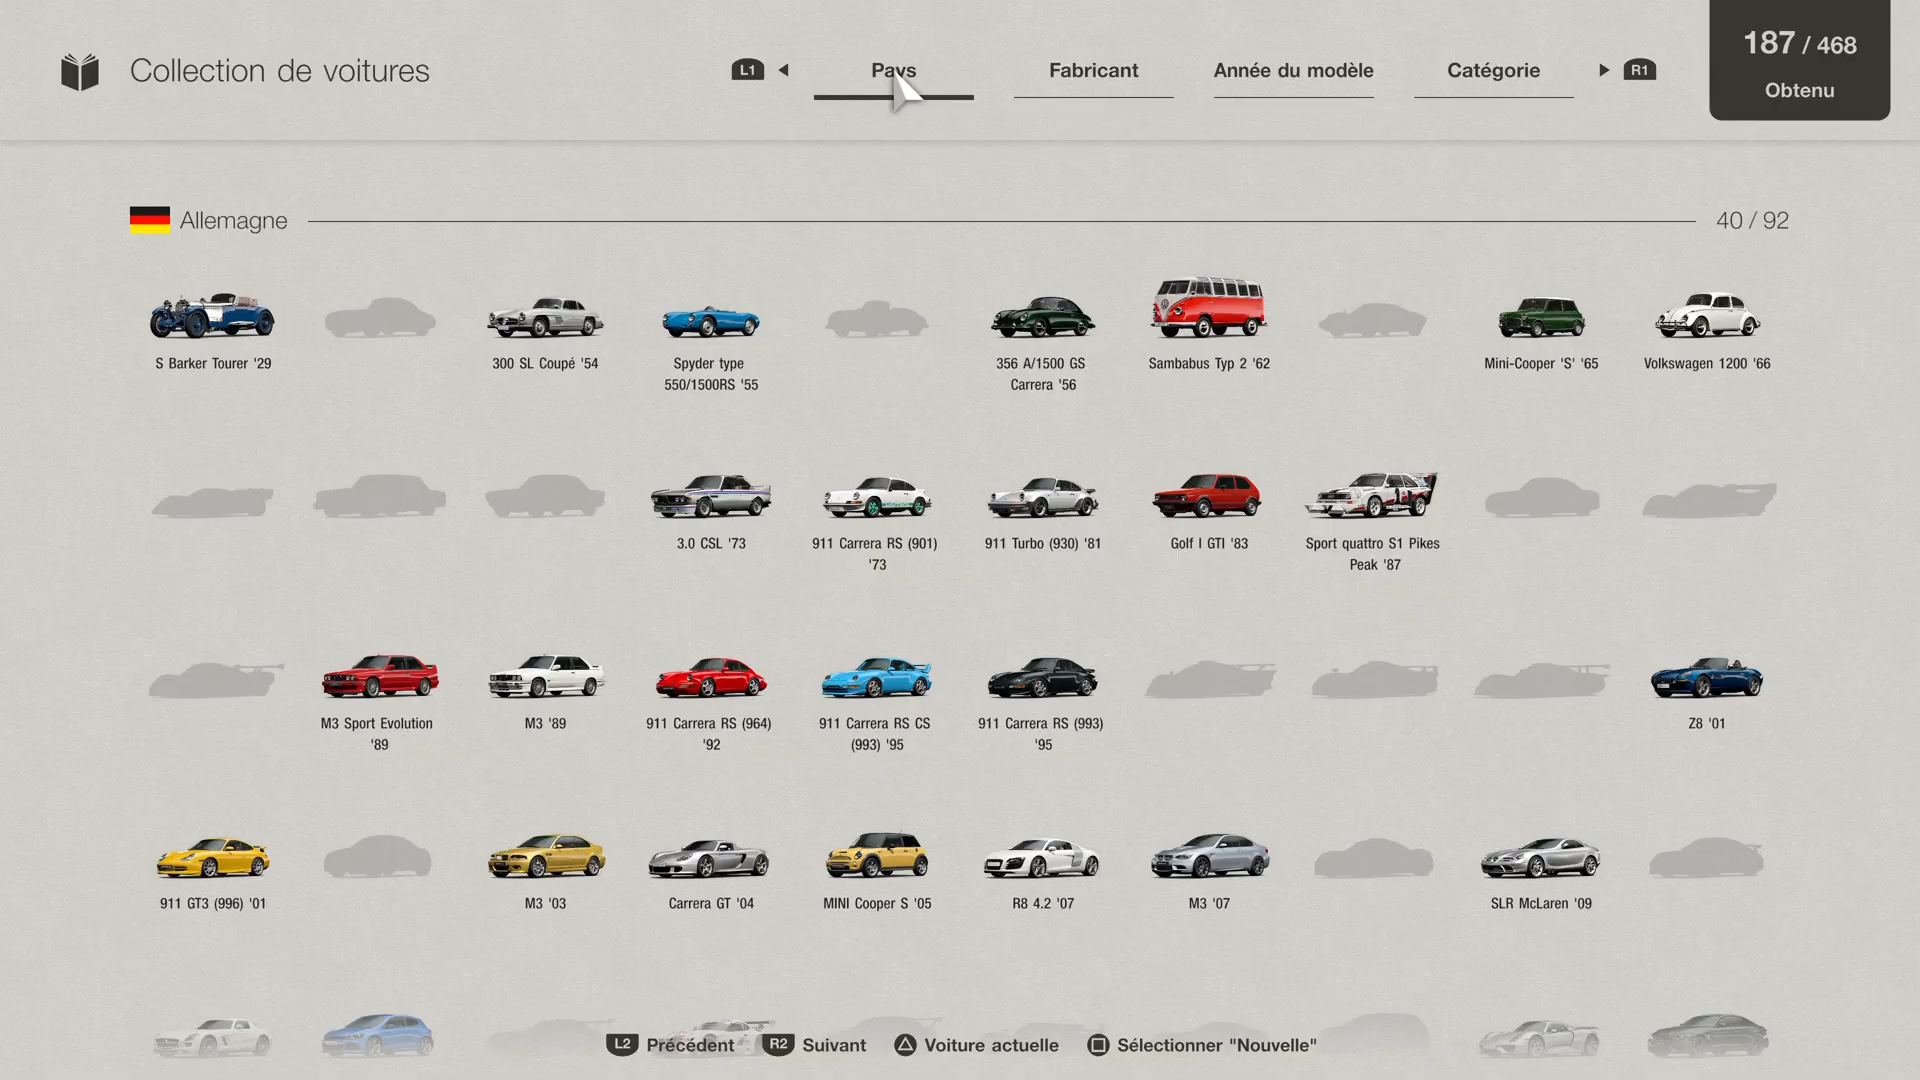 Collection de voitures
L1
Pays
Fabricant
Année du modèle
Catégorie
R1
187 / 468
Obtenu
Allemagne
40 / 92
S Barker Tourer '29
300 SL Coupé '54
Spyder type
550/1500RS '55
356 A/1500 GS
Carrera '56
Sambabus Typ 2 '62
Mini-Cooper 'S' '65
Volkswagen 1200 '66
3.0 CSL '73
911 Carrera RS (901)
'73
911 Turbo (930) '81
Golf I GTI '83
Sport quattro S1 Pikes
Peak '87
M3 Sport Evolution
'89
M3 '89
911 Carrera RS (964)
'92
911 Carrera RS CS
(993) '95
911 Carrera RS (993)
'95
Z8 '01
911 GT3 (996) '01
M3 '03
Carrera GT '04
MINI Cooper S '05
R8 4.2 '07
M3 '07
SLR McLaren '09
L2
Précédent
R2
Suivant
Voiture actuelle
Sélectionner "Nouvelle"